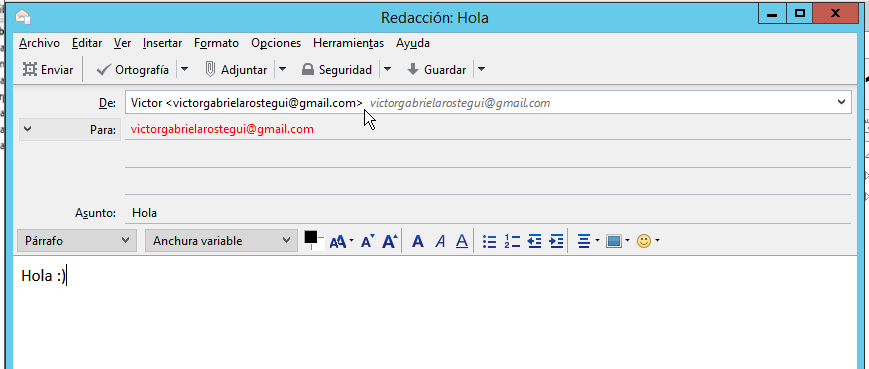 Redacción: Hola
Archivo Editar Ver Insertar Formato Opciones Herramientas Ayuda
Enviar Ortografía Adjuntar Seguridad Guardar
De: Victor <victorgabrielarostegui@gmail.com> victorgabrielarostegui@gmail.com
Para: victorgabrielarostegui@gmail.com
Asunto: Hola
Párrafo Anchura variable
Hola :)